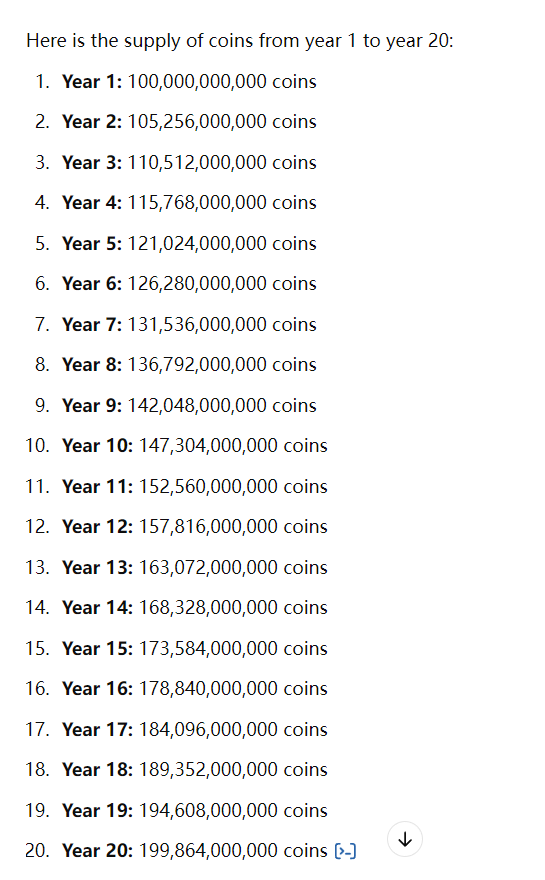 Here is the supply of coins from year 1 to year 20:
1. Year 1: 100,000,000,000 coins
2. Year 2: 105,256,000,000 coins
3. Year 3: 110,512,000,000 coins
4. Year 4: 115,768,000,000 coins
5. Year 5: 121,024,000,000 coins
6. Year 6: 126,280,000,000 coins
7. Year 7: 131,536,000,000 coins
8. Year 8: 136,792,000,000 coins
9. Year 9: 142,048,000,000 coins
10. Year 10: 147,304,000,000 coins
11. Year 11: 152,560,000,000 coins
12. Year 12: 157,816,000,000 coins
13. Year 13: 163,072,000,000 coins
14. Year 14: 168,328,000,000 coins
15. Year 15: 173,584,000,000 coins
16. Year 16: 178,840,000,000 coins
17. Year 17: 184,096,000,000 coins
18. Year 18: 189,352,000,000 coins
19. Year 19: 194,608,000,000 coins
20. Year 20: 199,864,000,000 coins